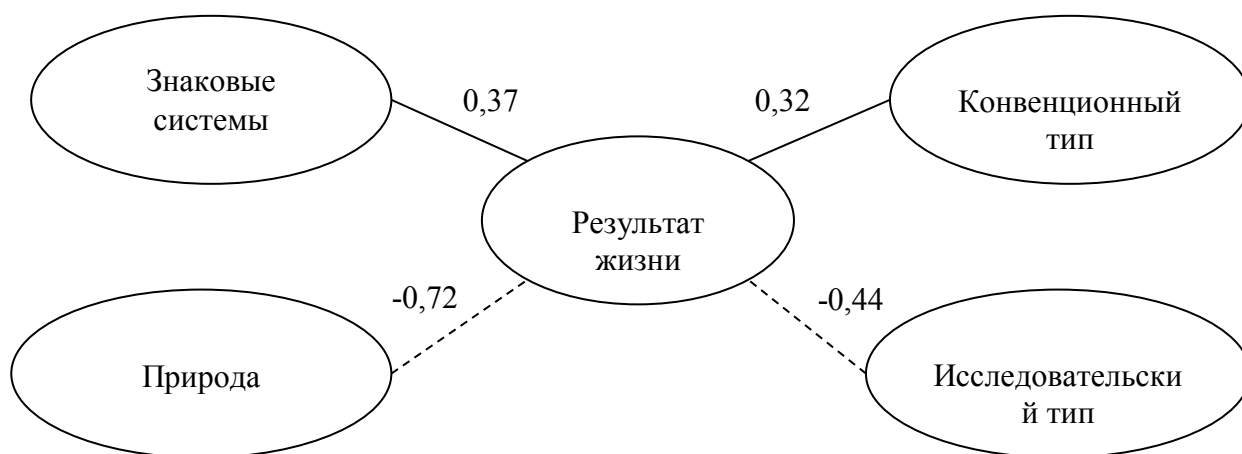 Знаковые
системы
0,37
0,32
Конвенционный
тип
Результат
жизни
-0,72
-0,44
Природа
Исследовательски
й тип